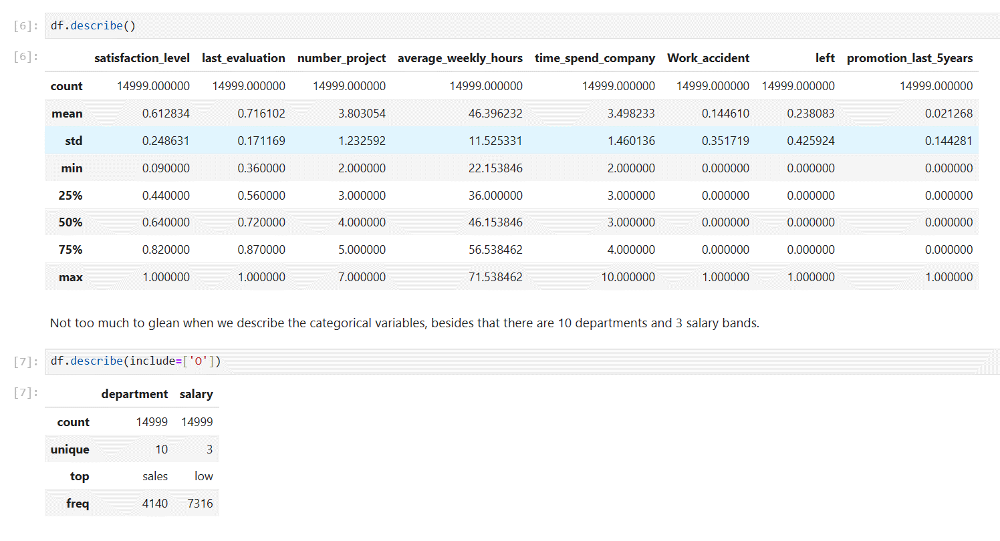 [6]: df.describe()
[6]: satisfaction_level last_evaluation number_project average_weekly_hours time_spend_company Work_accident left promotion_last_5years
count 14999.000000 14999.000000 14999.000000 14999.000000 14999.000000 14999.000000 14999.000000 14999.000000
mean 0.612834 0.716102 3.803054 46.396232 3.498233 0.144610 0.238083 0.021268
std 0.248631 0.171169 1.232592 11.525331 1.460136 0.351719 0.425924 0.144281
min 0.090000 0.360000 2.000000 22.153846 2.000000 0.000000 0.000000 0.000000
25% 0.440000 0.560000 3.000000 36.000000 3.000000 0.000000 0.000000 0.000000
50% 0.640000 0.720000 4.000000 46.153846 3.000000 0.000000 0.000000 0.000000
75% 0.820000 0.870000 5.000000 56.538462 4.000000 0.000000 0.000000 0.000000
max 1.000000 1.000000 7.000000 71.538462 10.000000 1.000000 1.000000 1.000000
Not too much to glean when we describe the categorical variables, besides that there are 10 departments and 3 salary bands.
[7]: df.describe(include=['O'])
[7]: department salary
count 14999 14999
unique 10 3
top sales low
freq 4140 7316